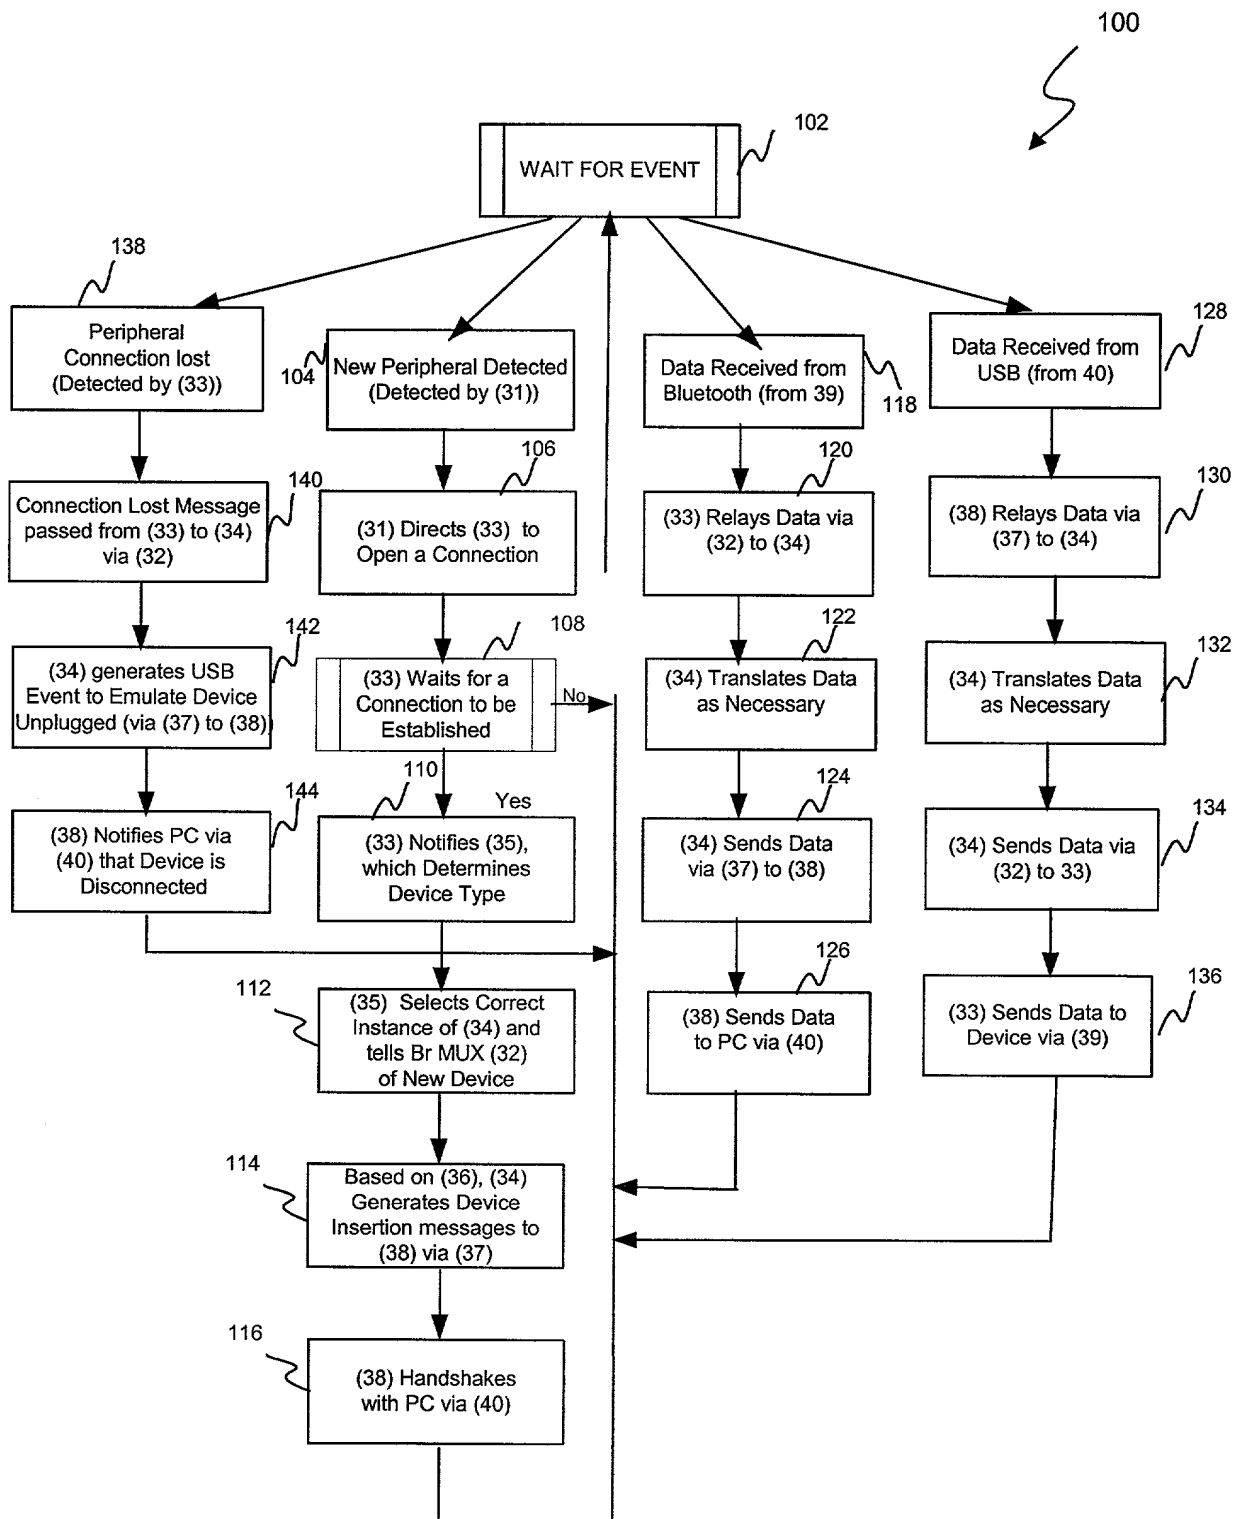 100
102
WAIT FOR EVENT
138
Peripheral
Connection lost
(Detected by (33))
104
New Peripheral Detected
(Detected by (31))
Data Received from
Bluetooth (from 39)
118
128
Data Received from
USB (from 40)
140
Connection Lost Message
passed from (33) to (34)
via (32)
106
(31) Directs (33) to
Open a Connection
120
(33) Relays Data via
(32) to (34)
130
(38) Relays Data via
(37) to (34)
142
(34) generates USB
Event to Emulate Device
Unplugged (via (37) to (38))
108
(33) Waits for a
Connection to be
Established
No
122
(34) Translates Data
as Necessary
132
(34) Translates Data
as Necessary
144
(38) Notifies PC via
(40) that Device is
Disconnected
110
Yes
(33) Notifies (35),
which Determines
Device Type
124
(34) Sends Data
via (37) to (38)
134
(34) Sends Data via
(32) to 33)
112
(35) Selects Correct
Instance of (34) and
tells Br MUX (32)
of New Device
126
(38) Sends Data
to PC via (40)
136
(33) Sends Data to
Device via (39)
114
Based on (36), (34)
Generates Device
Insertion messages to
(38) via (37)
116
(38) Handshakes
with PC via (40)